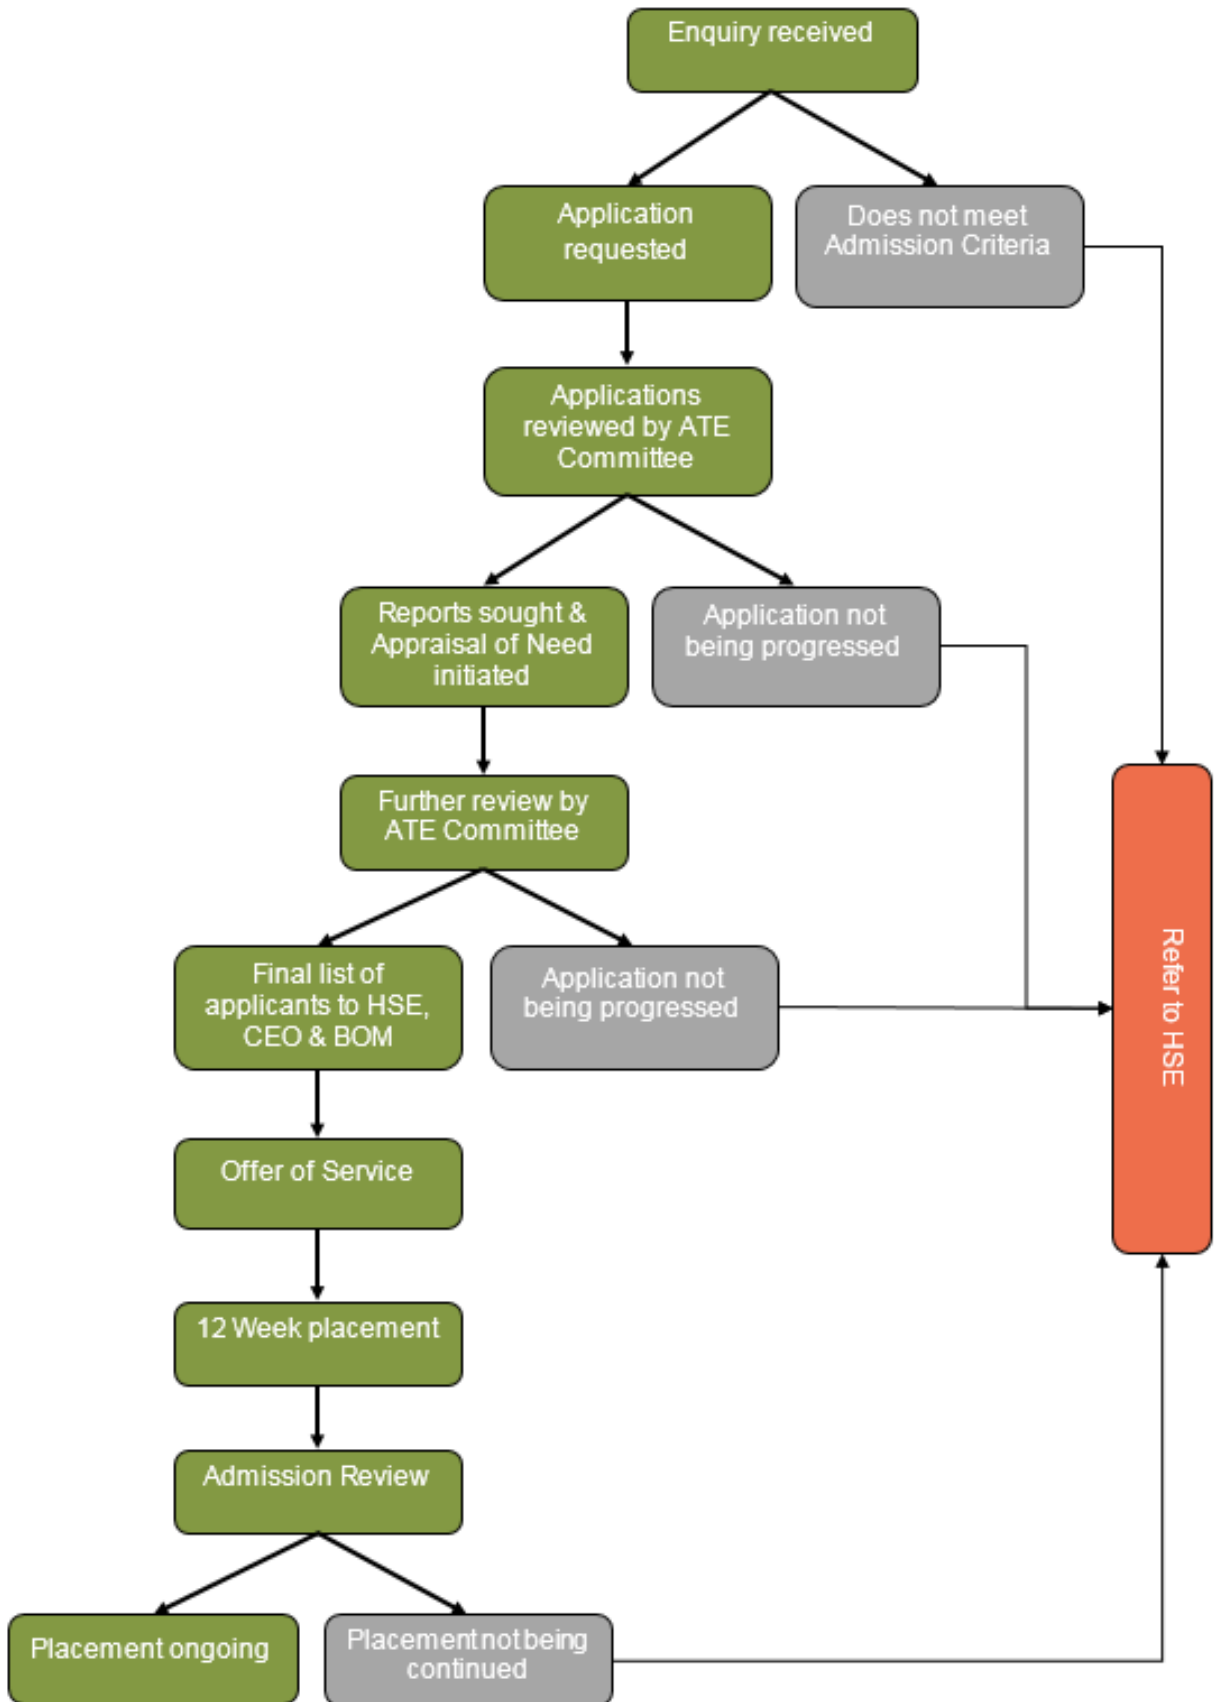 Enquiry received
Application
requested
Does not meet
Admission Criteria
Applications
reviewed by ATE
Committee
Reports sought &
Appraisal of Need
initiated
Application not
being progressed
Further review by
ATE Committee
Final list of
applicants to HSE,
CEO & BOM
Application not
being progressed
Refer to HSE
Offer of Service
12 Week placement
Admission Review
Placement ongoing
Placement not being
continued